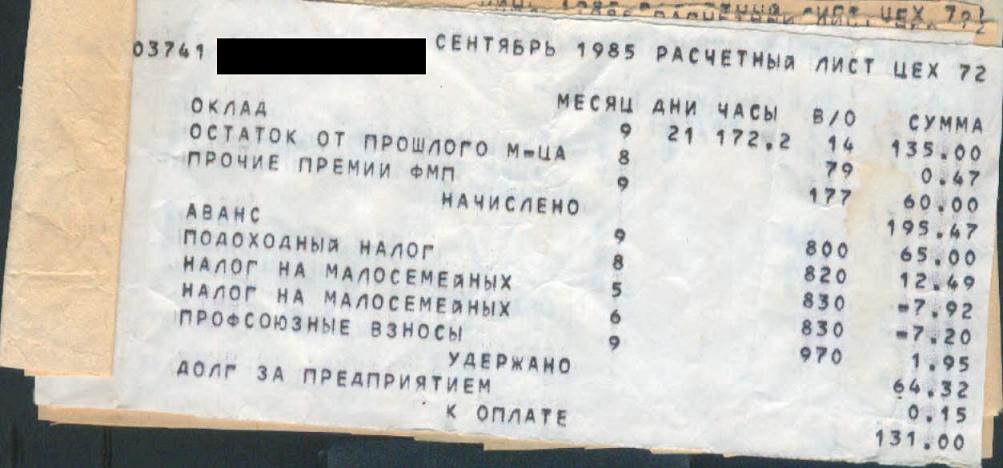 03741 СЕНТЯБРЬ 1985 РАСЧЕТНЫЙ ЛИСТ ЦЕХ 72
МЕСЯЦ ДНИ ЧАСЫ В/О СУММА
ОКЛАД 9 21 172.2 14 135.00
ОСТАТОК ОТ ПРОШЛОГО М-ЦА 8 79 0.47
ПРОЧИЕ ПРЕМИИ ФМП 9 177 60.00
НАЧИСЛЕНО 195.47
АВАНС 9 800 65.00
ПОДОХОДНЫЙ НАЛОГ 8 820 12.49
НАЛОГ НА МАЛОСЕМЕЙНЫХ 5 830 -7.92
НАЛОГ НА МАЛОСЕМЕЙНЫХ 6 830 -7.20
ПРОФСОЮЗНЫЕ ВЗНОСЫ 9 970 1.95
УДЕРЖАНО 64.32
ДОЛГ ЗА ПРЕДПРИЯТИЕМ 0.15
К ОПЛАТЕ 131.00